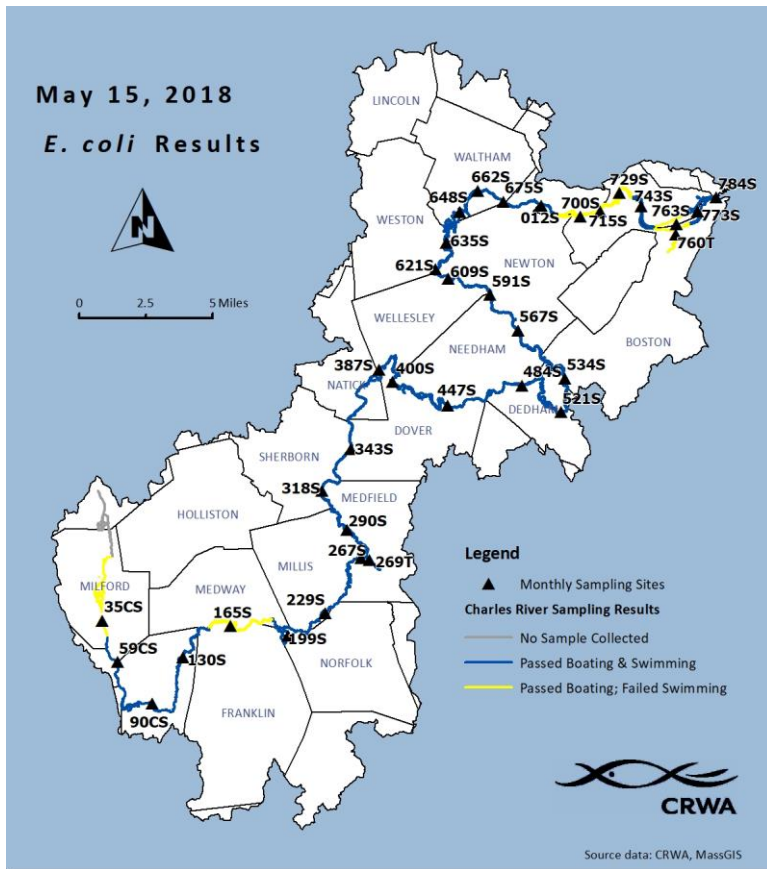 May 15, 2018
E. coli Results
N
0 2.5 5 Miles
LINCOLN
WALTHAM
662S
675S
729S
784S
648S
700S
743S
763S
773S
WESTON
012S
715S
760T
635S
NEWTON
621S
609S
591S
WELLESLEY
567S
BOSTON
NEEDHAM
387S
400S
534S
NATICK
484S
447S
DEDHAM
521S
DOVER
343S
SHERBORN
318S
MEDFIELD
HOLLISTON
290S
267S
269T
MILLIS
MILFORD
MEDWAY
35CS
165S
229S
199S
59CS
130S
NORFOLK
90CS
FRANKLIN
Legend
Monthly Sampling Sites
Charles River Sampling Results
No Sample Collected
Passed Boating & Swimming
Passed Boating; Failed Swimming
CRWA
Source data: CRWA, MassGIS